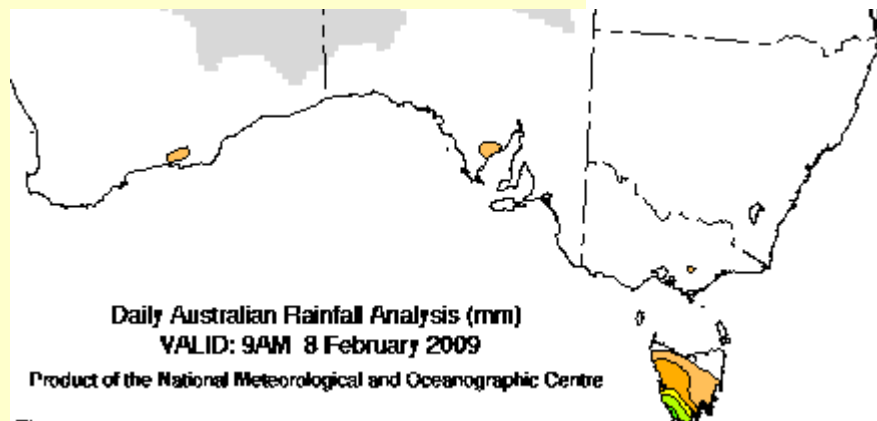 Daily Australian Rainfall Analysis (mm)
VALID: 9AM 8 February 2009
Product of the National Meteorological and Oceanographic Centre